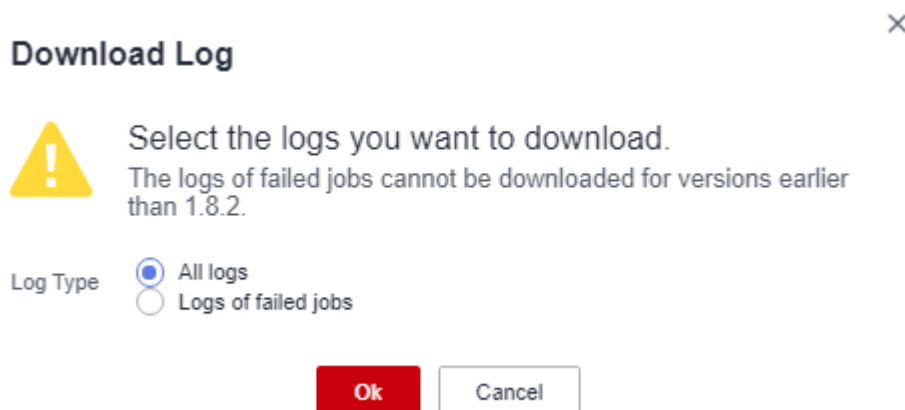 Download Log
Select the logs you want to download.
The logs of failed jobs cannot be downloaded for versions earlier
than 1.8.2.
Log Type
All logs
Logs of failed jobs
Ok
Cancel